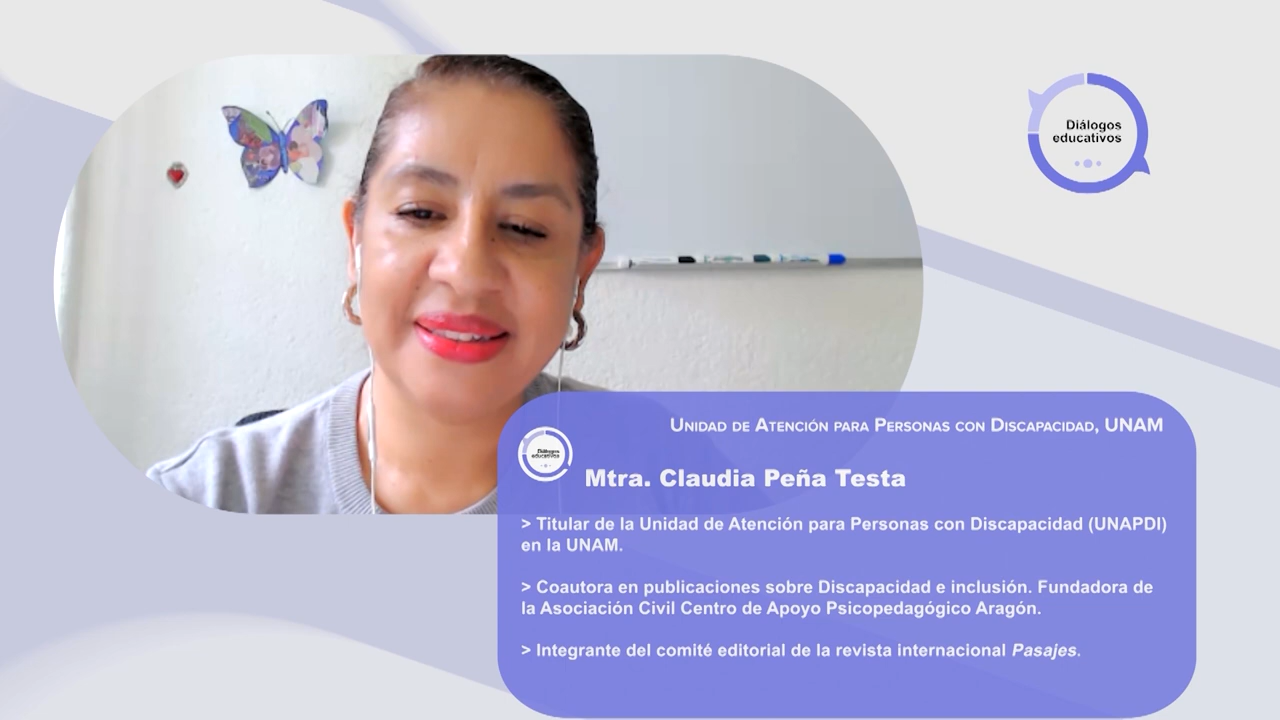 Diálogos
educativos
UNIDAD DE ATENCIÓN PARA PERSONAS CON DISCAPACIDAD, UNAM
Diálogos
educativos
Mtra. Claudia Peña Testa
> Titular de la Unidad de Atención para Personas con Discapacidad (UNAPDI)
en la UNAM.
> Coautora en publicaciones sobre Discapacidad e inclusión. Fundadora de
la Asociación Civil Centro de Apoyo Psicopedagógico Aragón.
> Integrante del comité editorial de la revista internacional Pasajes.